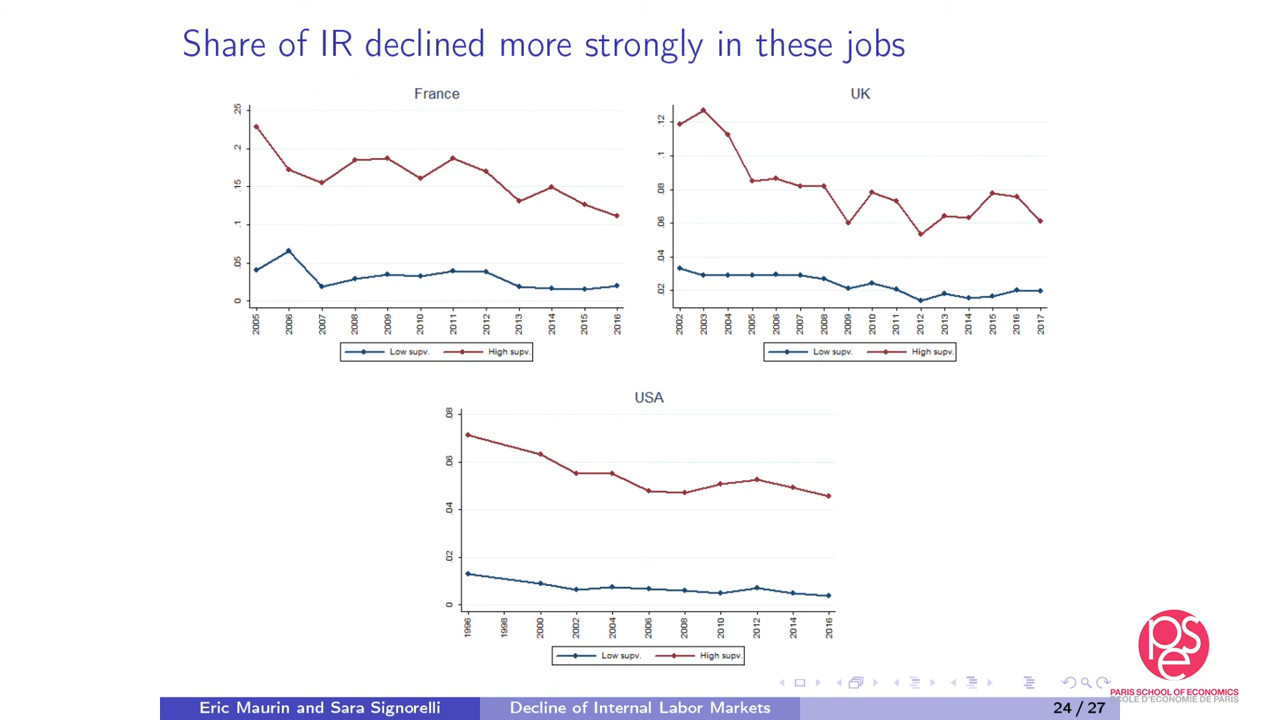 Share of IR declined more strongly in these jobs
France
.25
.2
.15
.1
.05
0
2005 2006 2007 2008 2009 2010 2011 2012 2013 2014 2015 2016
Low supv. High supv.
UK
.12
.1
.08
.06
.04
.02
2002 2003 2004 2005 2006 2007 2008 2009 2010 2011 2012 2013 2014 2015 2016 2017
Low supv. High supv.
USA
.08
.06
.04
.02
0
1996 1998 2000 2002 2004 2006 2008 2010 2012 2014 2016
Low supv. High supv.
pse
PARIS SCHOOL OF ECONOMICS
ÉCOLE D'ÉCONOMIE DE PARIS
Eric Maurin and Sara Signorelli Decline of Internal Labor Markets 24 / 27